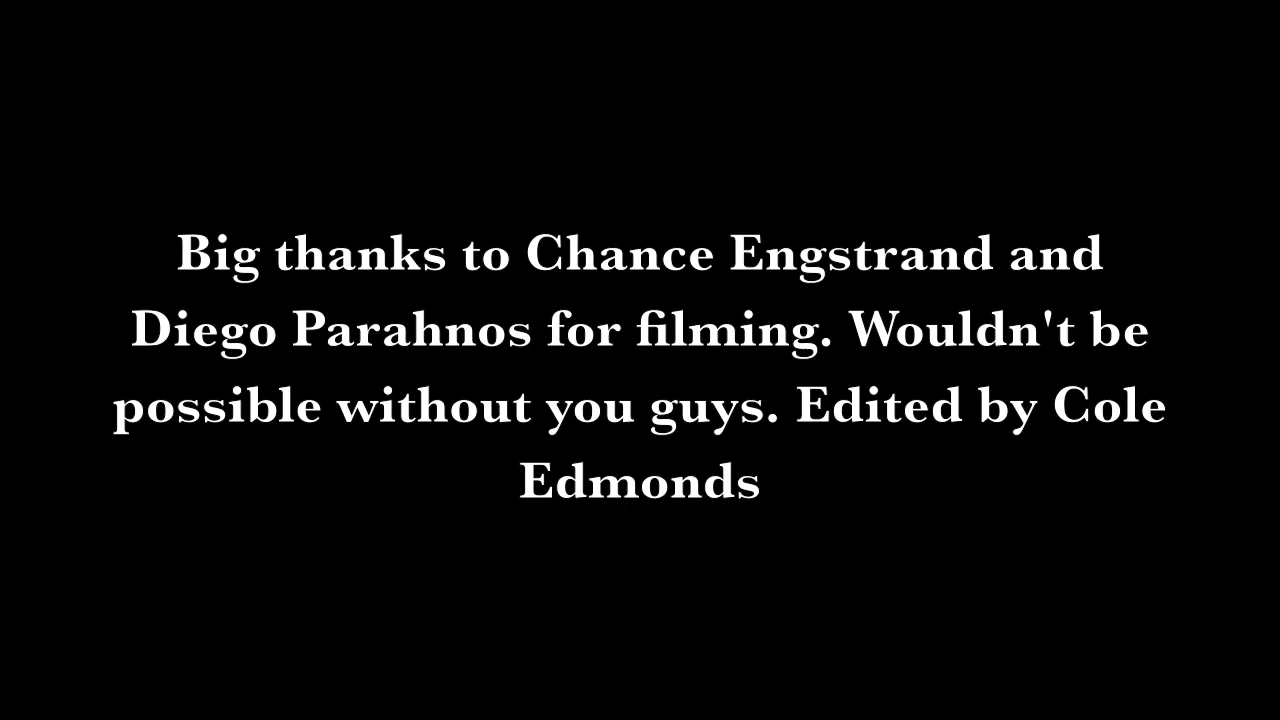 Big thanks to Chance Engstrand and
Diego Parahnos for filming. Wouldn't be
possible without you guys. Edited by Cole
Edmonds